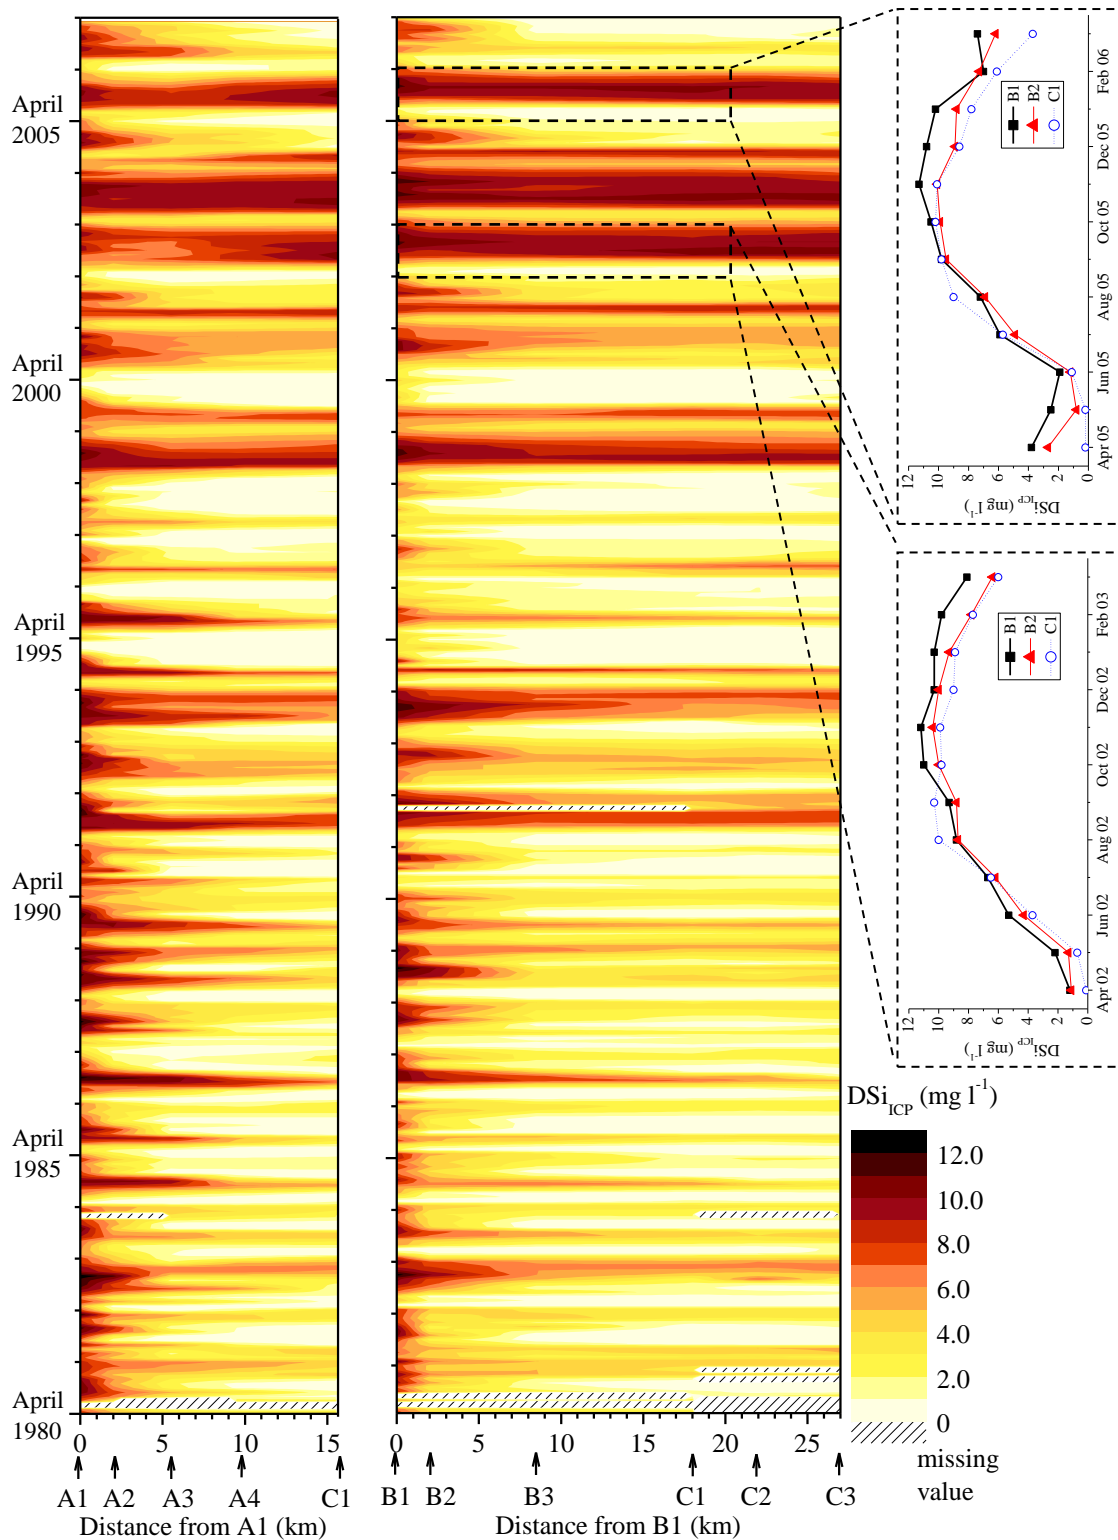 April
2005
April
2000
April
1995
April
1990
April
1985
April
1980
0 5 10 15
A1 A2 A3 A4 C1
Distance from A1 (km)
0 5 10 15 20 25
B1 B2 B3 C1 C2 C3
Distance from B1 (km)
12 10 8 6 4 2 0
DSi_ICP (mg l^-1)
Apr 05 Jun 05 Aug 05 Oct 05 Dec 05 Feb 06
B1
B2
C1
12 10 8 6 4 2 0
DSi_ICP (mg l^-1)
Apr 02 Jun 02 Aug 02 Oct 02 Dec 02 Feb 03
B1
B2
C1
DSi_ICP (mg l^-1)
12.0
10.0
8.0
6.0
4.0
2.0
0
missing
value